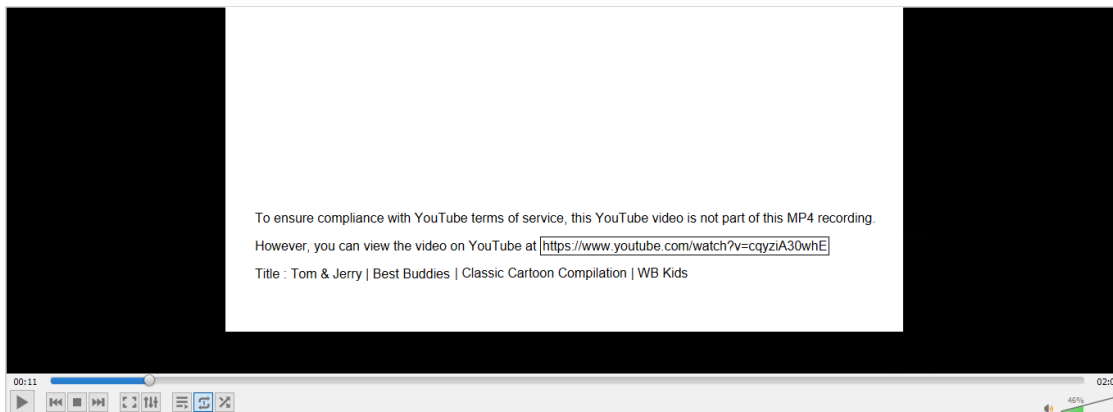 To ensure compliance with YouTube terms of service, this YouTube video is not part of this MP4 recording.
However, you can view the video on YouTube at https://www.youtube.com/watch?v=cqyziA30whE
Title : Tom & Jerry | Best Buddies | Classic Cartoon Compilation | WB Kids
00:11
46%